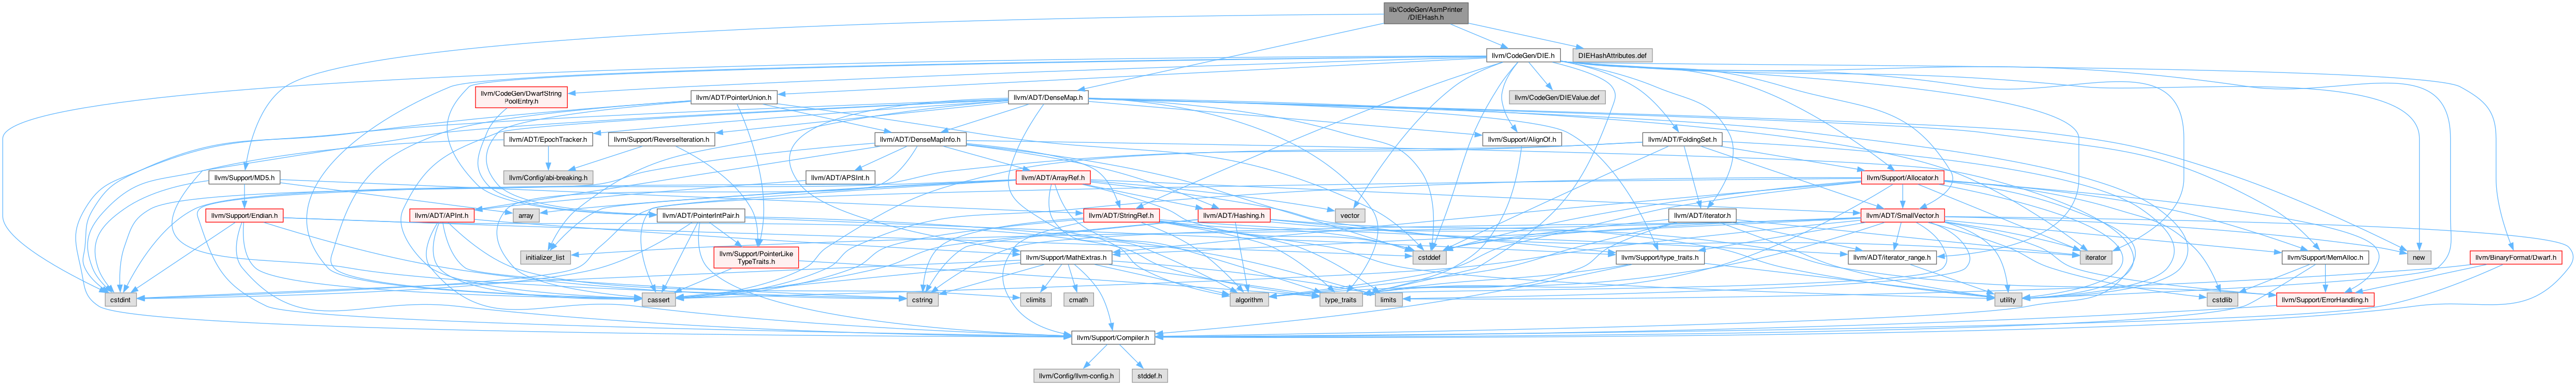 lib/CodeGen/AsmPrinter
/DIEHash.h
llvm/CodeGen/DIE.h
DIEHashAttributes.def
llvm/CodeGen/DwarfString
PoolEntry.h
llvm/ADT/PointerUnion.h
llvm/ADT/DenseMap.h
llvm/CodeGen/DIEValue.def
llvm/ADT/EpochTracker.h
llvm/Support/ReverseIteration.h
llvm/ADT/DenseMapInfo.h
llvm/Support/AlignOf.h
llvm/ADT/FoldingSet.h
llvm/Support/MD5.h
llvm/Config/abi-breaking.h
llvm/ADT/APSInt.h
llvm/ADT/ArrayRef.h
llvm/Support/Allocator.h
llvm/Support/Endian.h
llvm/ADT/APInt.h
array
llvm/ADT/PointerIntPair.h
llvm/ADT/StringRef.h
llvm/ADT/Hashing.h
vector
llvm/ADT/iterator.h
llvm/ADT/SmallVector.h
initializer_list
llvm/Support/PointerLike
TypeTraits.h
llvm/Support/MathExtras.h
cstddef
llvm/Support/type_traits.h
llvm/ADT/iterator_range.h
iterator
llvm/Support/MemAlloc.h
new
llvm/BinaryFormat/Dwarf.h
cstdint
cassert
cstring
climits
cmath
algorithm
type_traits
limits
utility
cstdlib
llvm/Support/ErrorHandling.h
llvm/Support/Compiler.h
llvm/Config/llvm-config.h
stddef.h